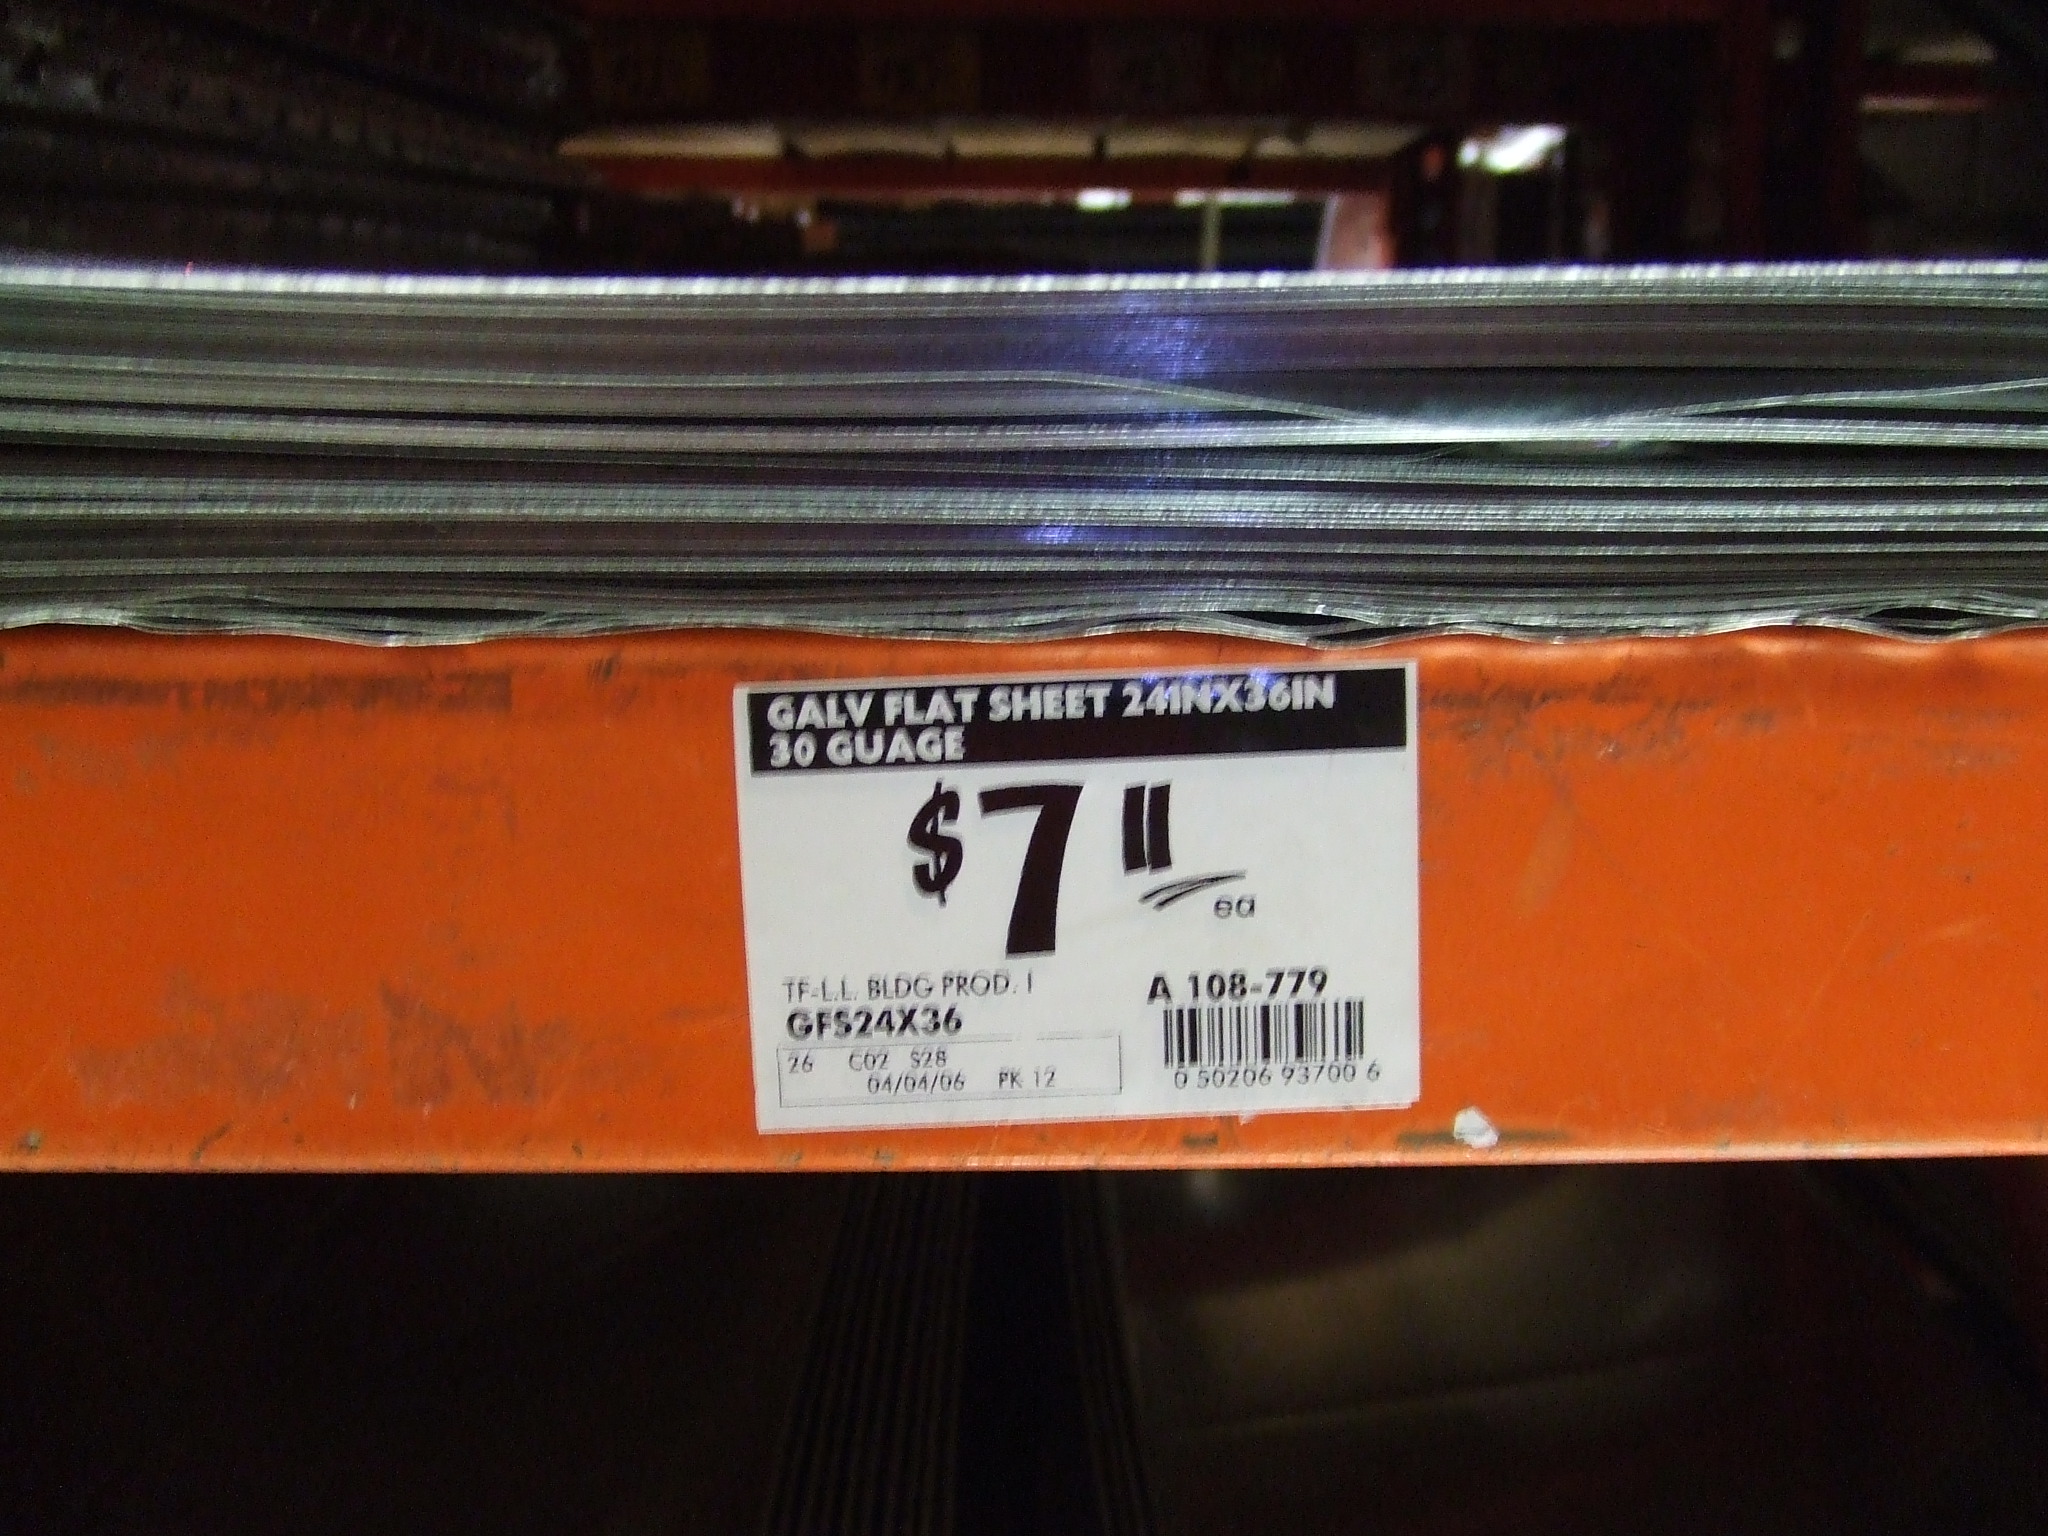 GALV FLAT SHEET 24INX36IN
30 GUAGE
$7 11 ea
TF-L.L. BLDG PROD. I
A 108-779
GFS24X36
26 C02 S28
04/04/06 PK 12
0 50206 93700 6